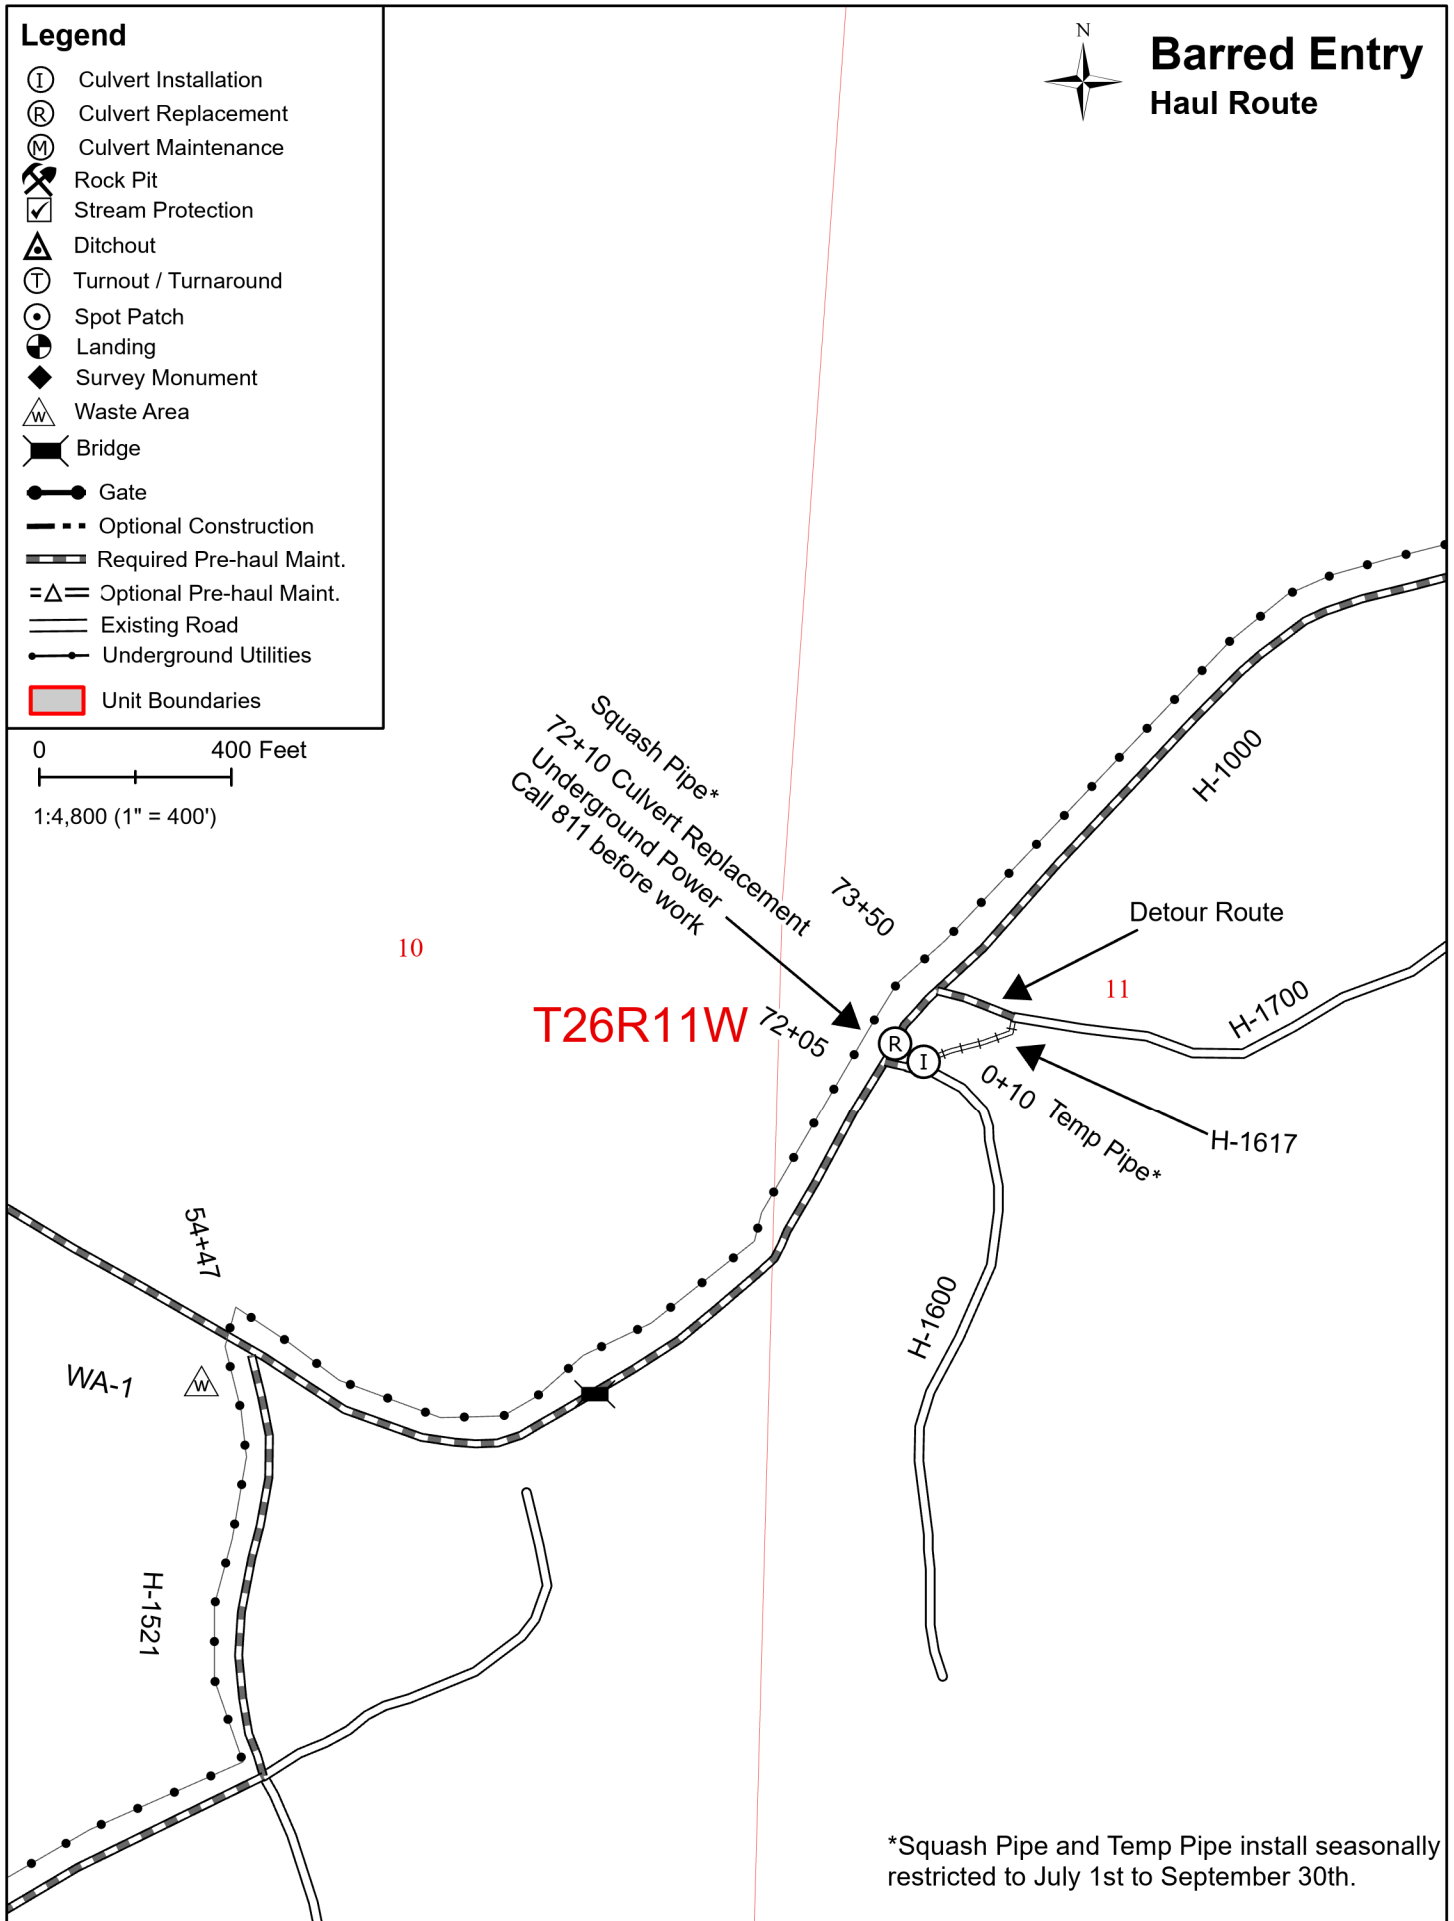 Legend
I Culvert Installation
R Culvert Replacement
M Culvert Maintenance
Rock Pit
Stream Protection
Ditchout
T Turnout / Turnaround
Spot Patch
Landing
Survey Monument
W Waste Area
Bridge
Gate
Optional Construction
Required Pre-haul Maint.
Optional Pre-haul Maint.
Existing Road
Underground Utilities
Unit Boundaries
0 400 Feet
1:4,800 (1" = 400')
N
Barred Entry
Haul Route
Squash Pipe*
72+10 Culvert Replacement
Underground Power
Call 811 before work
73+50
H-1000
Detour Route
10
11
T26R11W
72+05
H-1700
R
I
0+10 Temp Pipe*
H-1617
54+47
H-1600
WA-1
W
H-1521
*Squash Pipe and Temp Pipe install seasonally
restricted to July 1st to September 30th.